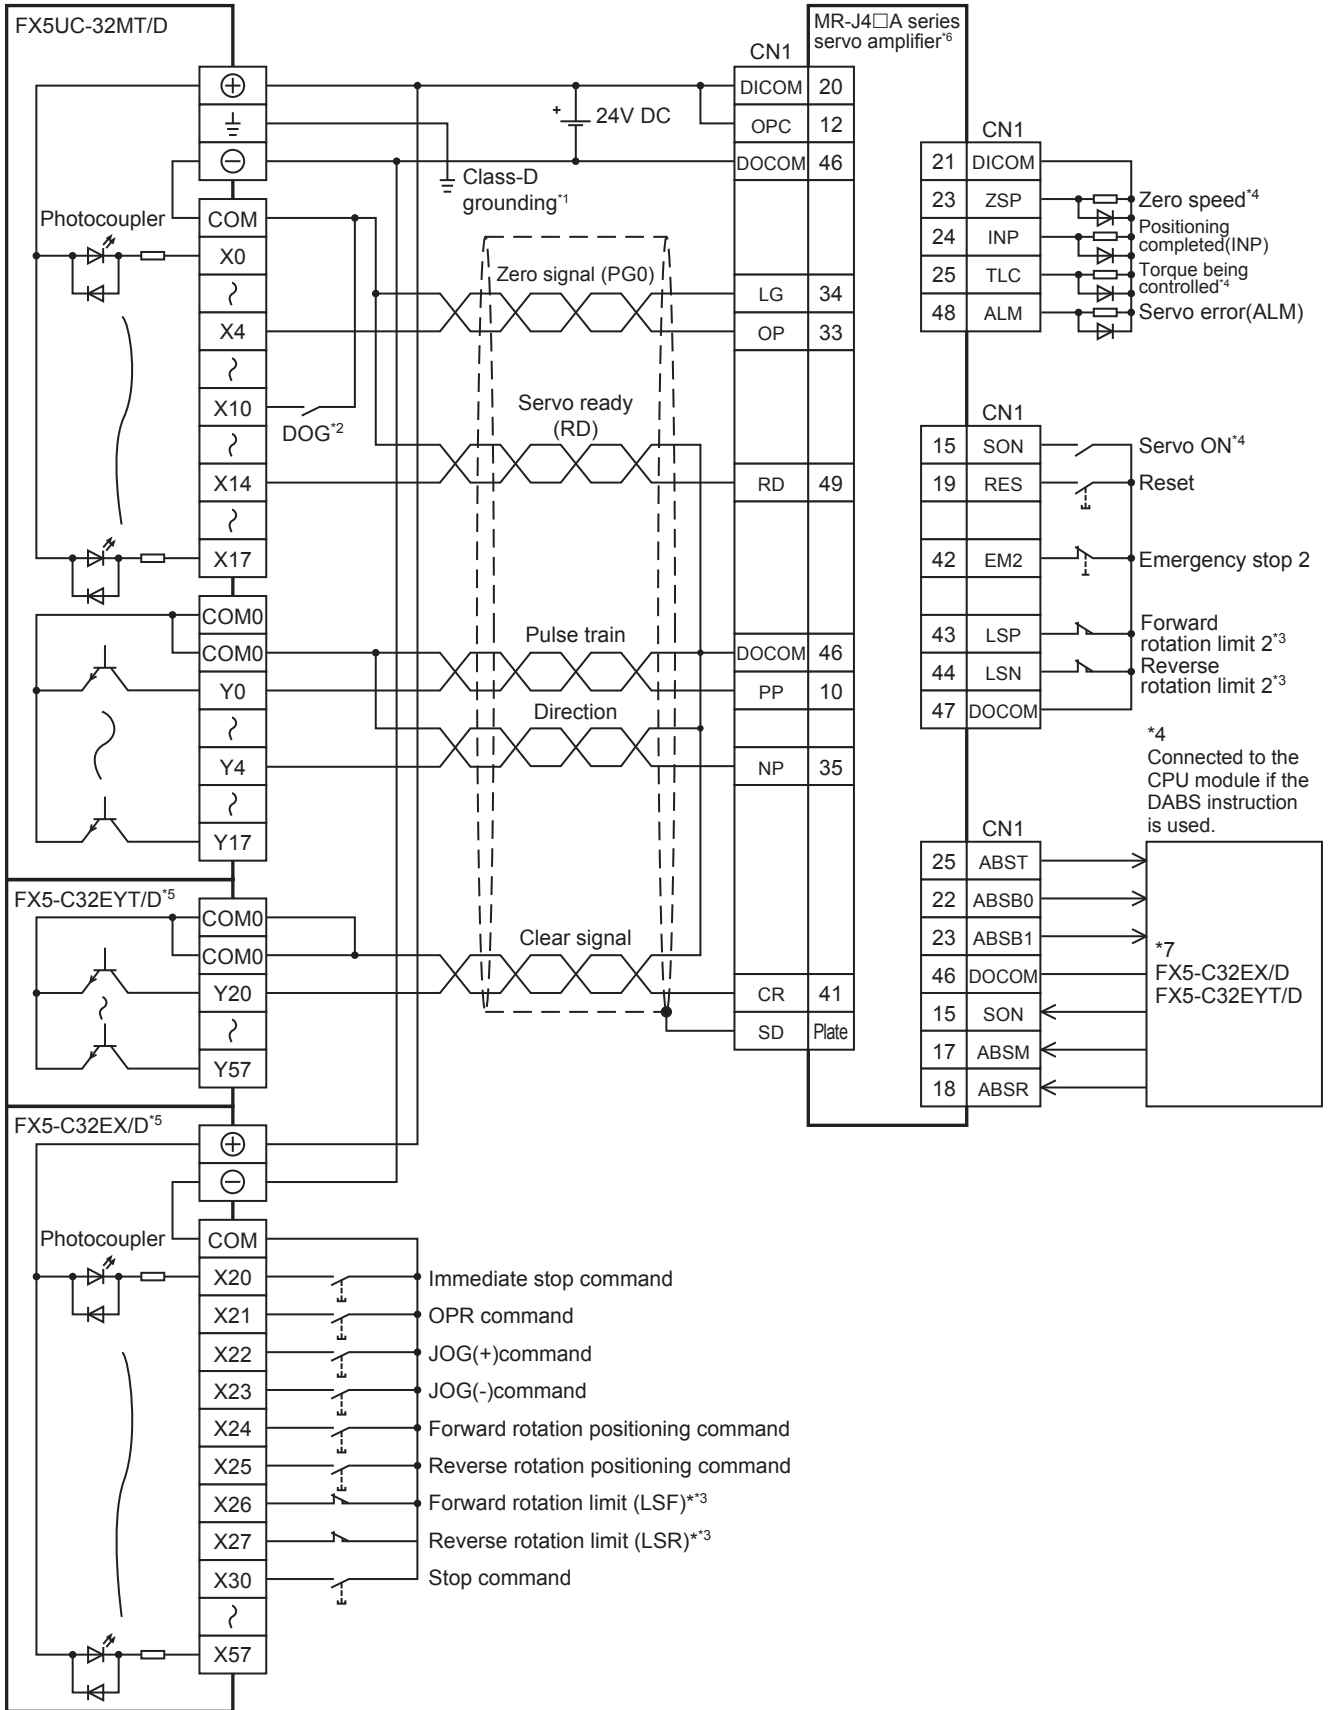 FX5UC-32MT/D
MR-J4□A series
servo amplifier*6
CN1
DICOM 20
OPC 12
DOCOM 46
24V DC
+
Class-D
grounding*1
Photocoupler
COM
X0
X4
X10
X14
X17
DOG*2
Zero signal (PG0)
LG 34
OP 33
Servo ready
(RD)
RD 49
COM0
COM0
Y0
Y4
Y17
Pulse train
DOCOM 46
PP 10
Direction
NP 35
FX5-C32EYT/D*5
COM0
COM0
Y20
Y57
Clear signal
CR 41
SD Plate
CN1
21 DICOM
23 ZSP Zero speed*4
24 INP Positioning
completed(INP)
25 TLC Torque being
controlled*4
48 ALM Servo error(ALM)
CN1
15 SON Servo ON*4
19 RES Reset
42 EM2 Emergency stop 2
43 LSP Forward
rotation limit 2*3
44 LSN Reverse
rotation limit 2*3
47 DOCOM
*4
Connected to the
CPU module if the
DABS instruction
is used.
CN1
25 ABST
22 ABSB0
23 ABSB1
46 DOCOM
15 SON
17 ABSM
18 ABSR
*7
FX5-C32EX/D
FX5-C32EYT/D
FX5-C32EX/D*5
Photocoupler
COM
X20 Immediate stop command
X21 OPR command
X22 JOG(+)command
X23 JOG(-)command
X24 Forward rotation positioning command
X25 Reverse rotation positioning command
X26 Forward rotation limit (LSF)**3
X27 Reverse rotation limit (LSR)**3
X30 Stop command
X57